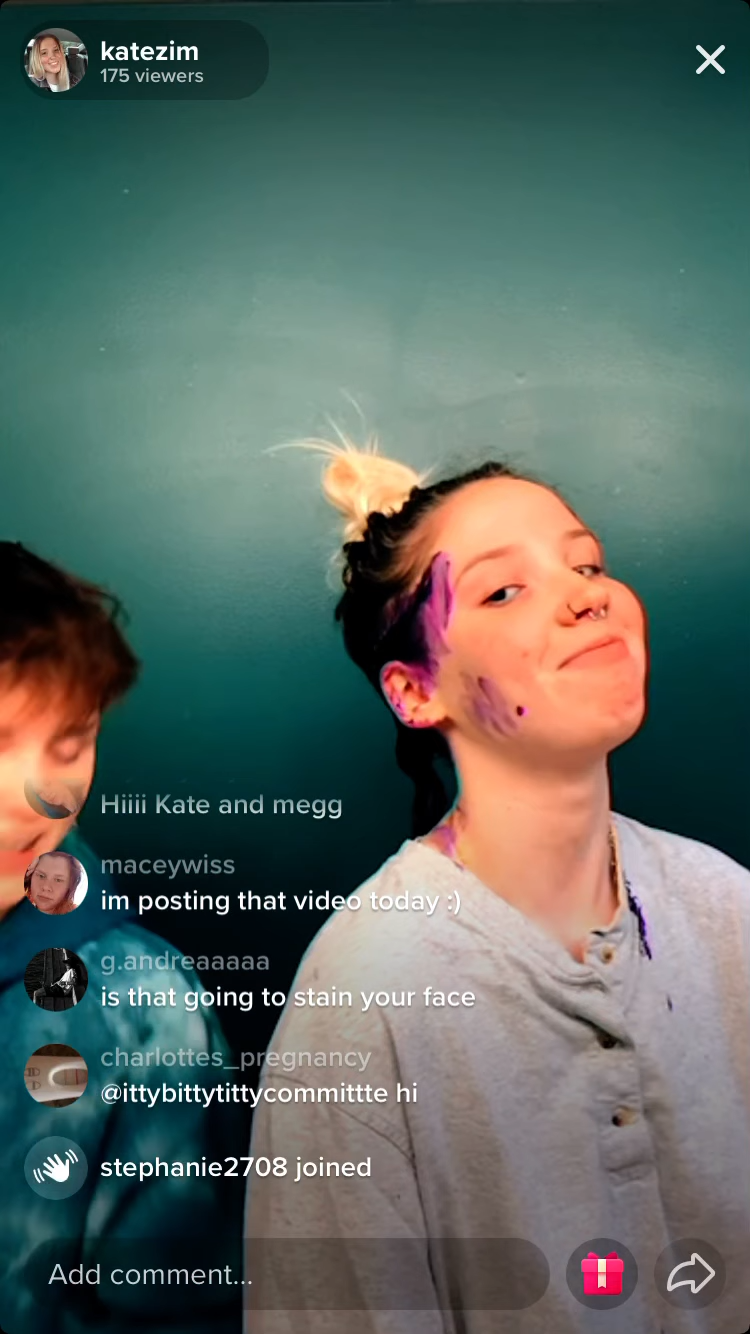 katezim
175 viewers
Hiiii Kate and megg
maceywiss
im posting that video today :)
g.andreaaaaa
is that going to stain your face
charlottes_pregnancy
@ittybittytittycommittte hi
stephanie2708 joined
Add comment...